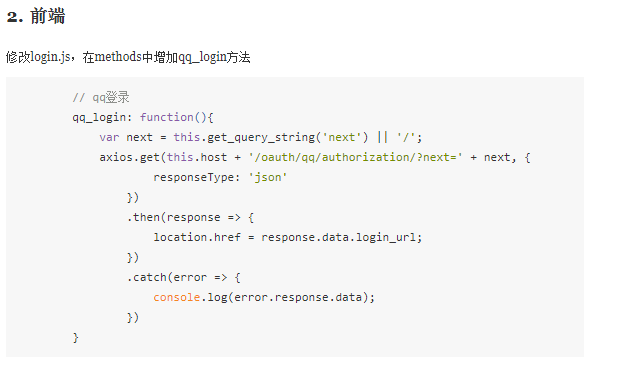 2. 前端
修改login.js，在methods中增加qq_login方法
// qq登录
qq_login: function(){
    var next = this.get_query_string('next') || '/';
    axios.get(this.host + '/oauth/qq/authorization/?next=' + next, {
            responseType: 'json'
        })
        .then(response => {
            location.href = response.data.login_url;
        })
        .catch(error => {
            console.log(error.response.data);
        })
}